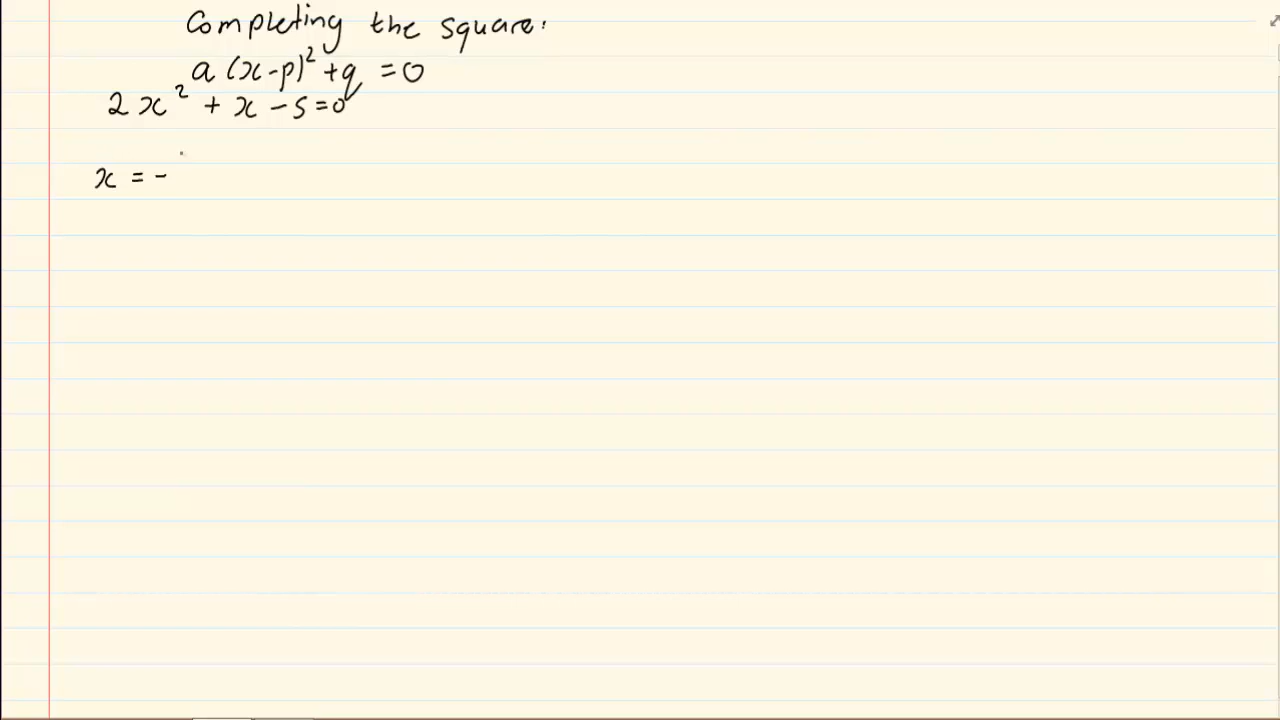 Completing the square:
a (x-p)² + q = 0
2x² + x - 5 = 0
x = -